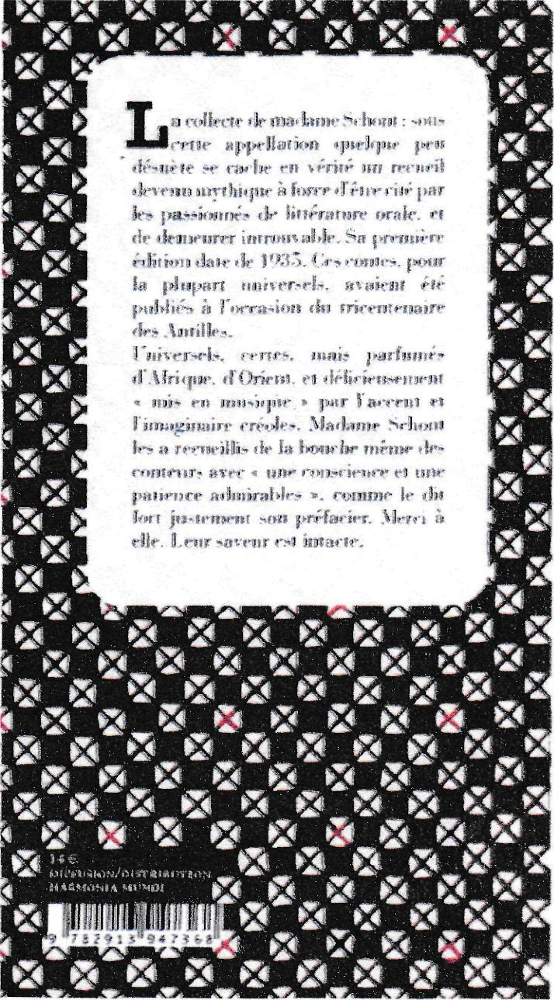 La collecte de madame Schont : sous
cette appellation quelque peu
désuète se cache en vérité un recueil
devenu mythique à force d'être cité par
les passionnés de littérature orale, et
de demeurer introuvable. Sa première
édition date de 1935. Ces contes, pour
la plupart universels, avaient été
publiés à l'occasion du tricentenaire
des Antilles.
Universels, certes, mais parfumés
d'Afrique, d'Orient, et délicieusement
« mis en musique » par l'accent et
l'imaginaire créoles. Madame Schont
les a recueillis de la bouche même des
conteurs avec « une conscience et une
patience admirables », comme le dit
fort justement son préfacier. Merci à
elle. Leur saveur est intacte.
14 €
DIFFUSION/DISTRIBUTION
HARMONIA MUNDI
9 782913 947368